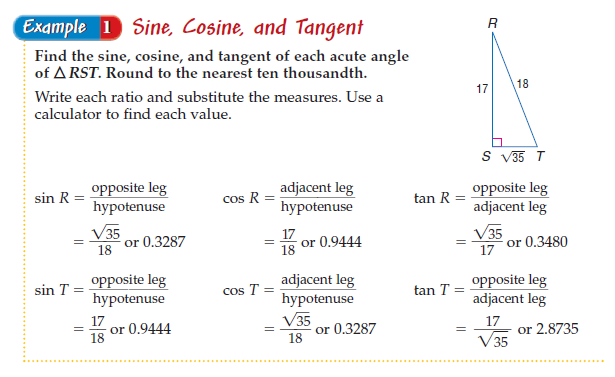 Example 1 Sine, Cosine, and Tangent
Find the sine, cosine, and tangent of each acute angle
of △RST. Round to the nearest ten thousandth.
Write each ratio and substitute the measures. Use a
calculator to find each value.
R
17
18
S √35 T
sin R = opposite leg / hypotenuse
= √35 / 18 or 0.3287
cos R = adjacent leg / hypotenuse
= 17 / 18 or 0.9444
tan R = opposite leg / adjacent leg
= √35 / 17 or 0.3480
sin T = opposite leg / hypotenuse
= 17 / 18 or 0.9444
cos T = adjacent leg / hypotenuse
= √35 / 18 or 0.3287
tan T = opposite leg / adjacent leg
= 17 / √35 or 2.8735